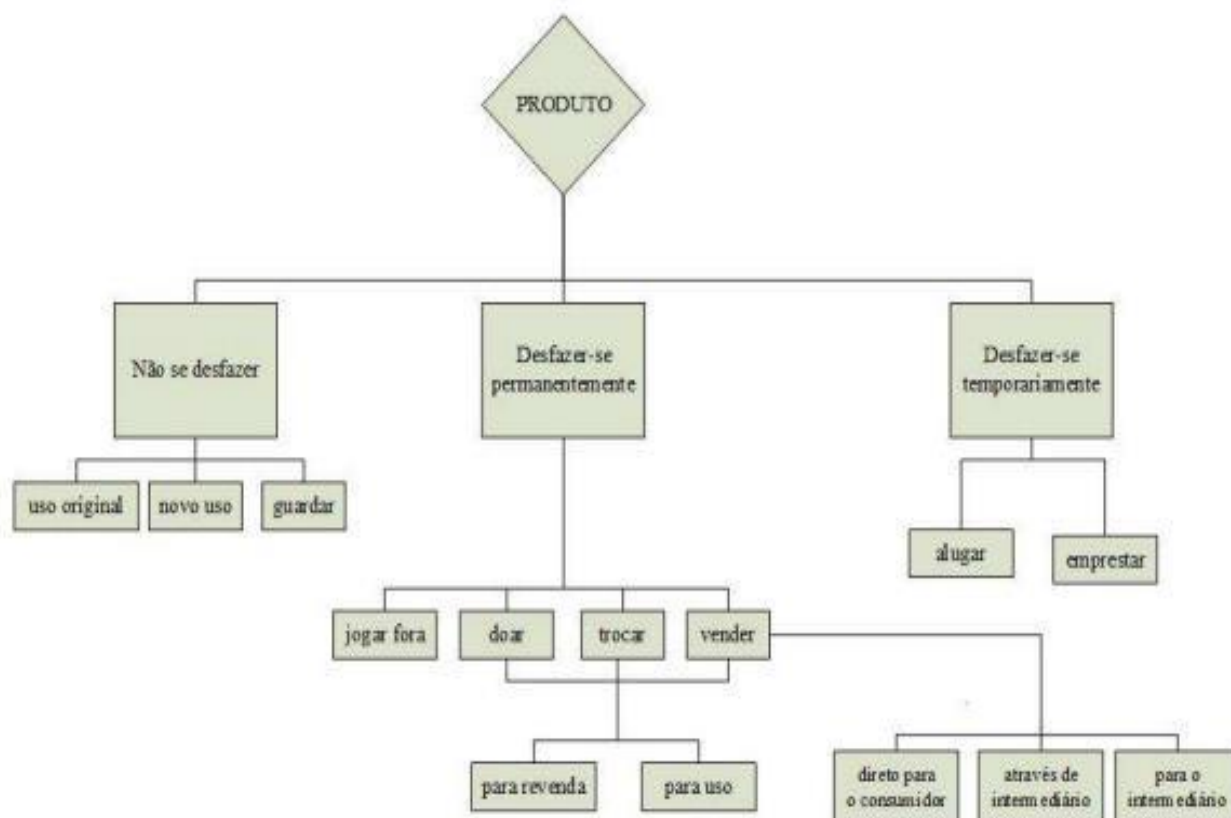 PRODUTO
Não se desfazer
Desfazer-se
permanentemente
Desfazer-se
temporariamente
uso original
novo uso
guardar
alugar
emprestar
jogar fora
doar
trocar
vender
para revenda
para uso
direto para
o consumidor
através de
intermediário
para o
intermediário